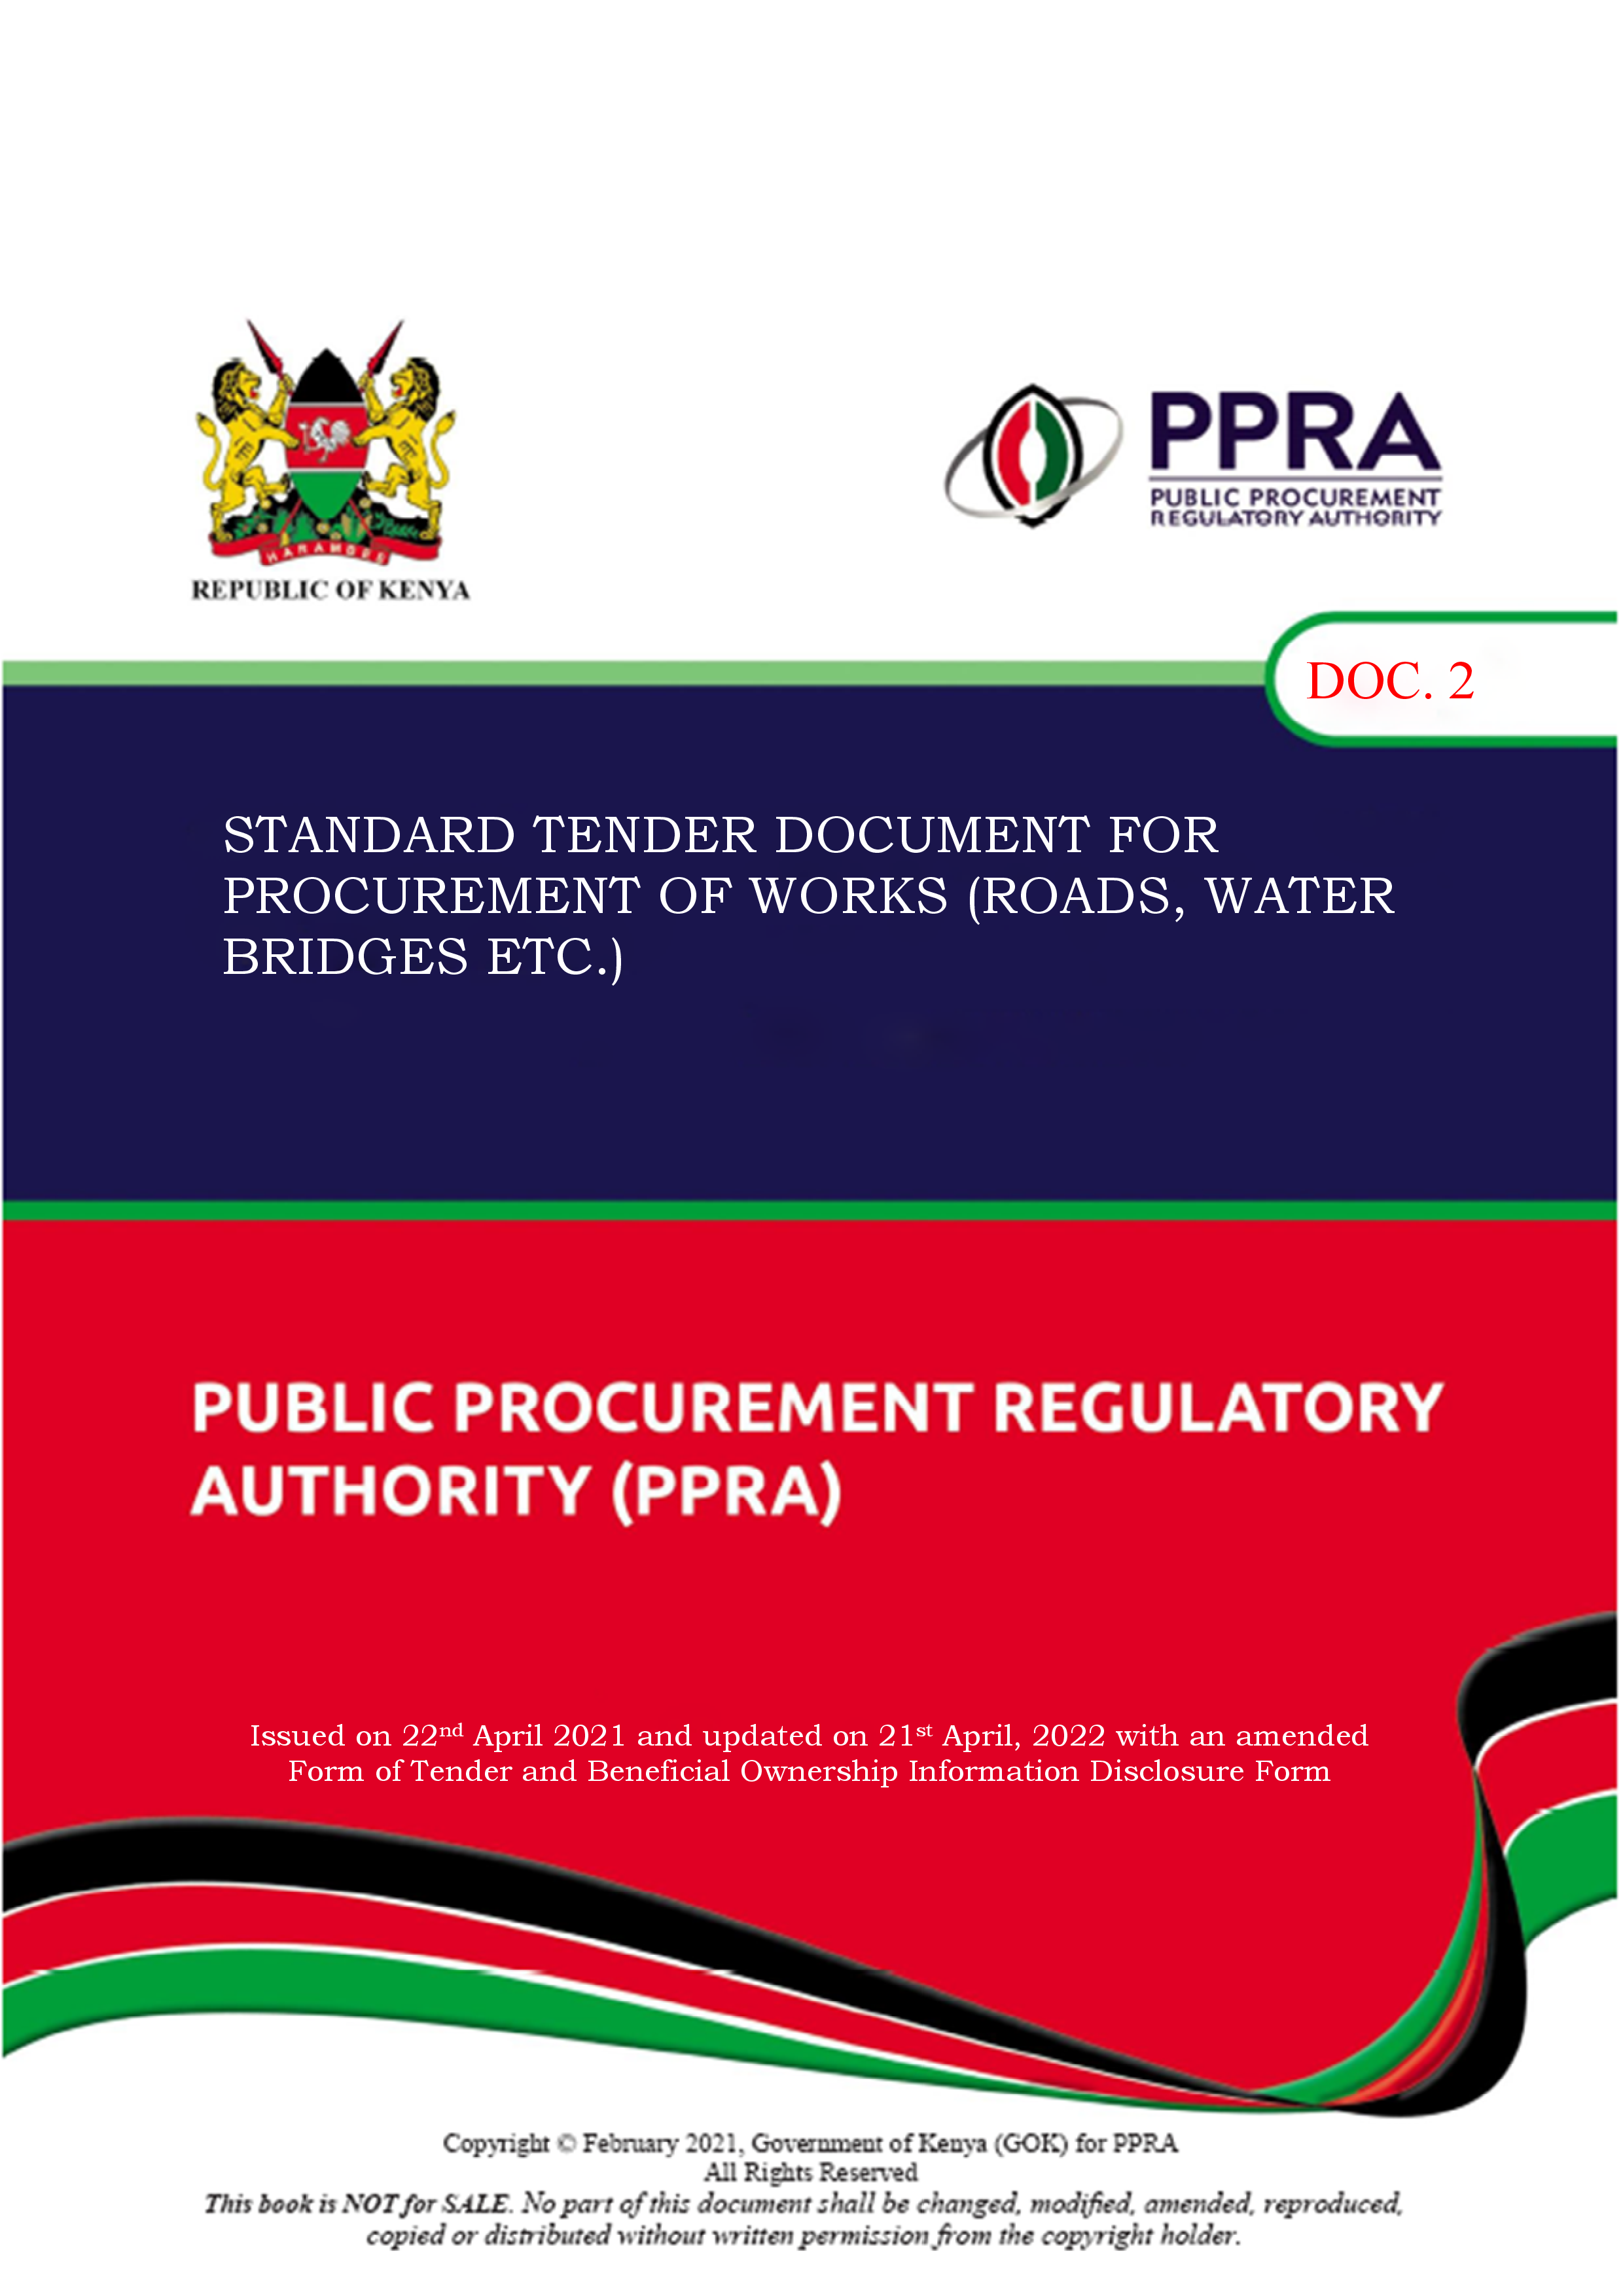 HARAMBEE
REPUBLIC OF KENYA
PPRA
PUBLIC PROCUREMENT
REGULATORY AUTHORITY
DOC. 2
STANDARD TENDER DOCUMENT FOR
PROCUREMENT OF WORKS (ROADS, WATER
BRIDGES ETC.)
PUBLIC PROCUREMENT REGULATORY
AUTHORITY (PPRA)
Issued on 22nd April 2021 and updated on 21st April, 2022 with an amended
Form of Tender and Beneficial Ownership Information Disclosure Form
Copyright © February 2021, Government of Kenya (GOK) for PPRA
All Rights Reserved
This book is NOT for SALE. No part of this document shall be changed, modified, amended, reproduced,
copied or distributed without written permission from the copyright holder.